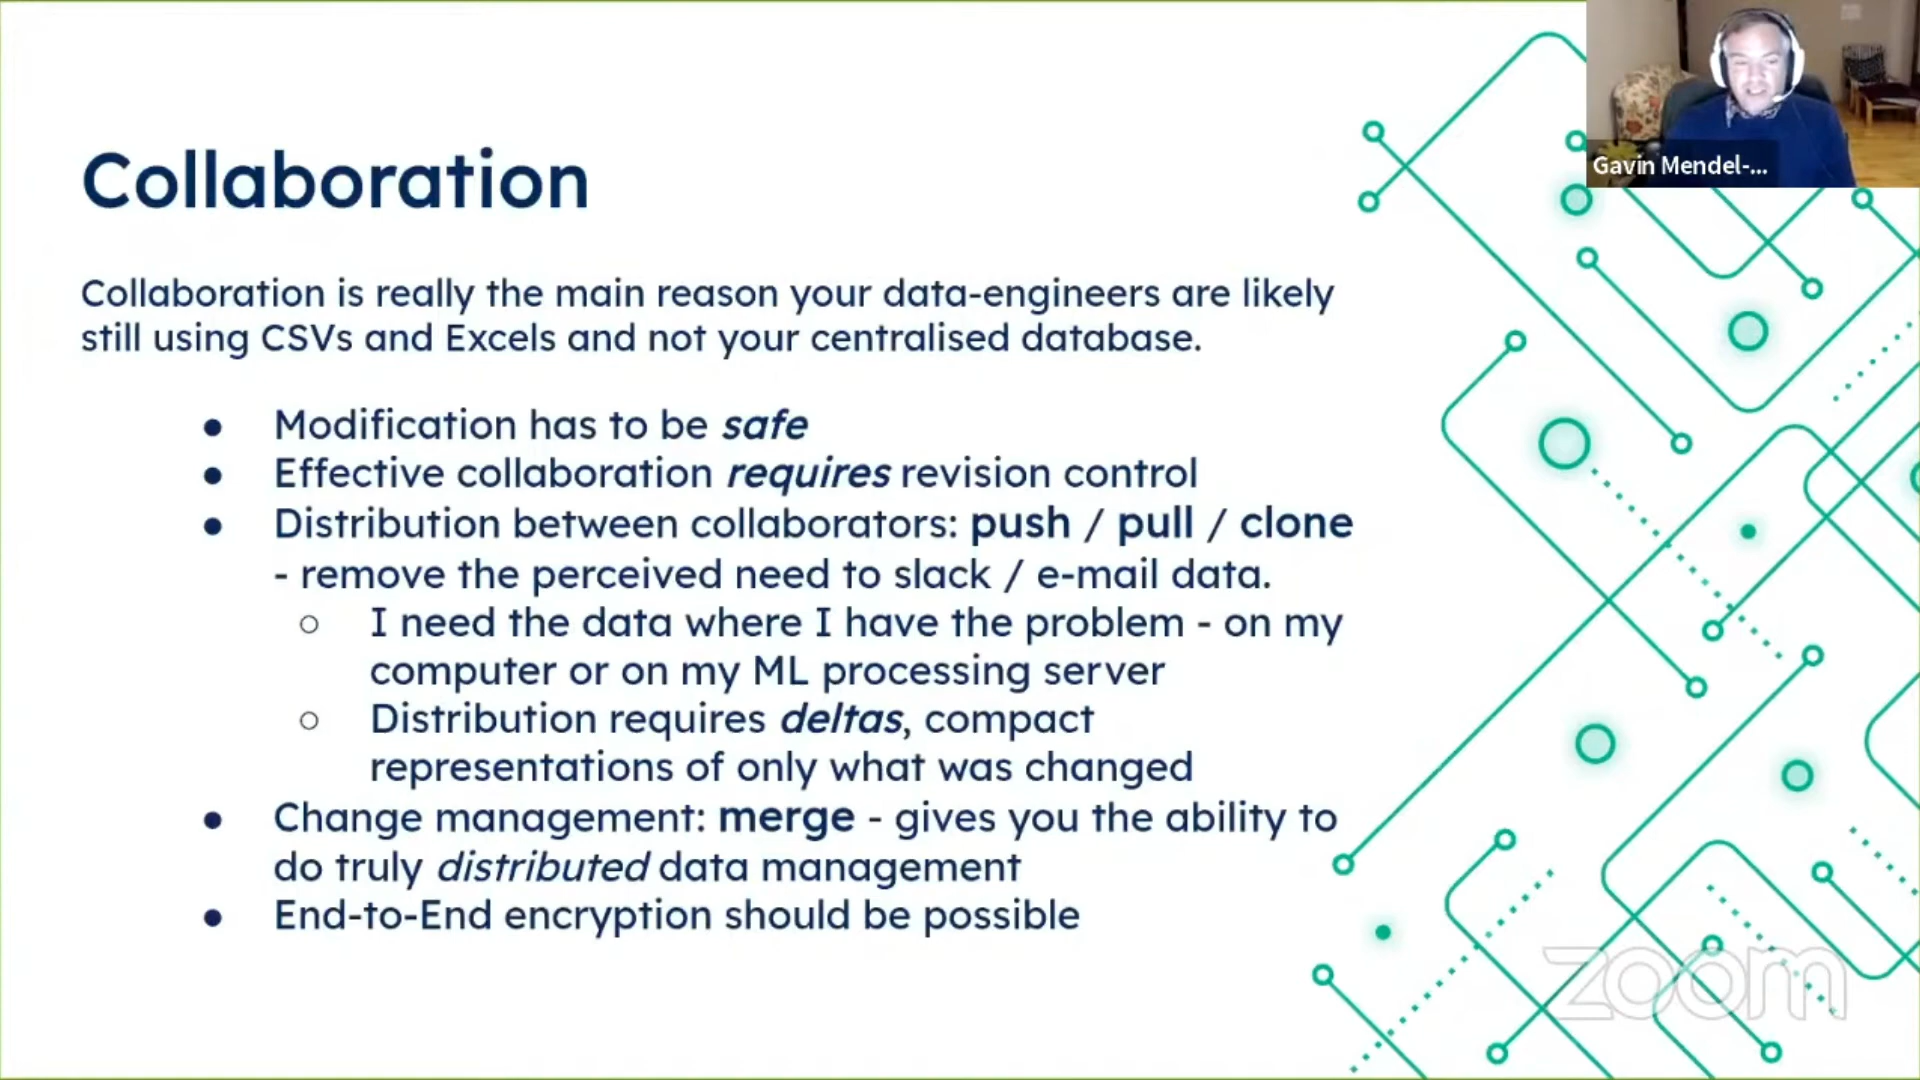 Collaboration
Collaboration is really the main reason your data-engineers are likely
still using CSVs and Excels and not your centralised database.
● Modification has to be safe
● Effective collaboration requires revision control
● Distribution between collaborators: push / pull / clone
- remove the perceived need to slack / e-mail data.
○ I need the data where I have the problem - on my
computer or on my ML processing server
○ Distribution requires deltas, compact
representations of only what was changed
● Change management: merge - gives you the ability to
do truly distributed data management
● End-to-End encryption should be possible
Gavin Mendel-...
zoom